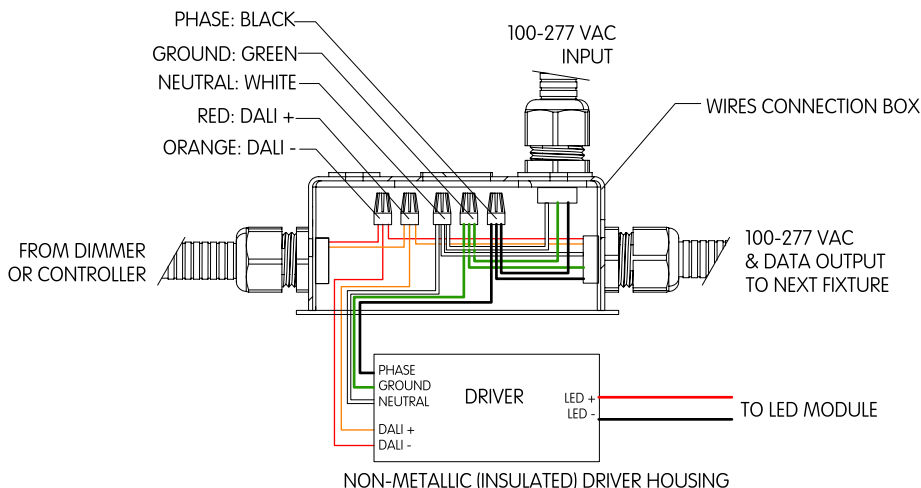 PHASE: BLACK
GROUND: GREEN
NEUTRAL: WHITE
RED: DALI +
ORANGE: DALI -
100-277 VAC
INPUT
WIRES CONNECTION BOX
FROM DIMMER
OR CONTROLLER
100-277 VAC
& DATA OUTPUT
TO NEXT FIXTURE
PHASE
GROUND
NEUTRAL
DALI +
DALI -
DRIVER
LED +
LED -
TO LED MODULE
NON-METALLIC (INSULATED) DRIVER HOUSING